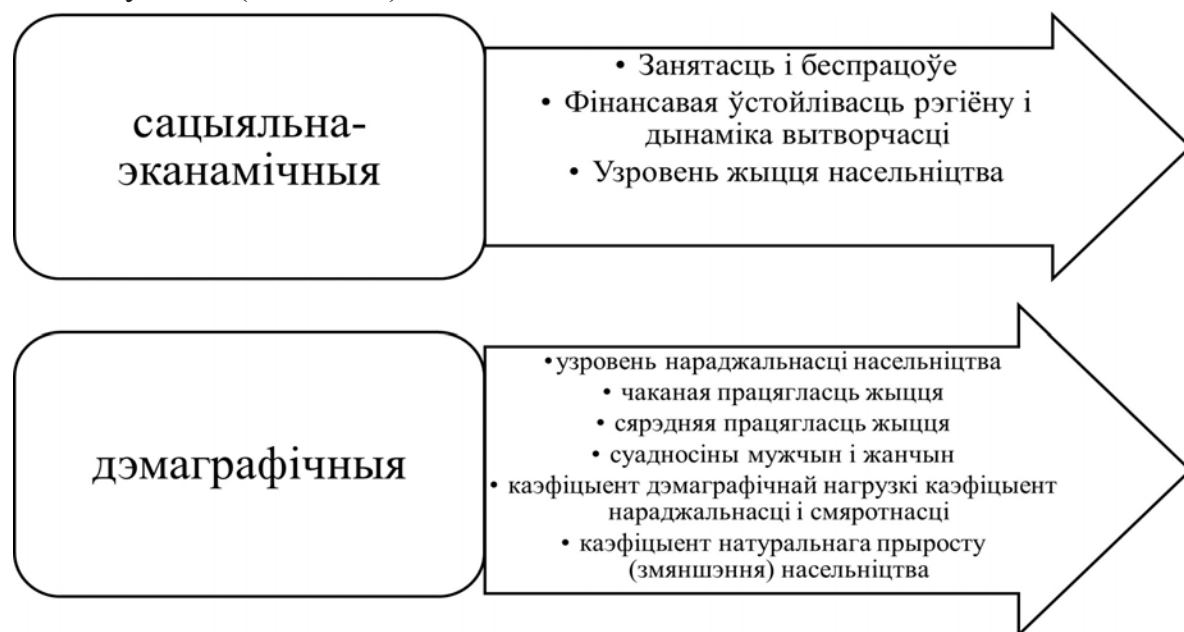 сацыяльна-
эканамічныя
• Занятасць і беспрацоўе
• Фінансавая ўстойлівасць рэгіёну і
дынаміка вытворчасці
• Узровень жыцця насельніцтва
дэмаграфічныя
•узровень нараджальнасці насельніцтва
• чаканая працягласць жыцця
• сярэдняя працягласць жыцця
• суадносіны мужчын і жанчын
• каэфіцыент дэмаграфічнай нагрузкі каэфіцыент
нараджальнасці і смяротнасці
• каэфіцыент натуральнага прыросту
(змяншэння) насельніцтва